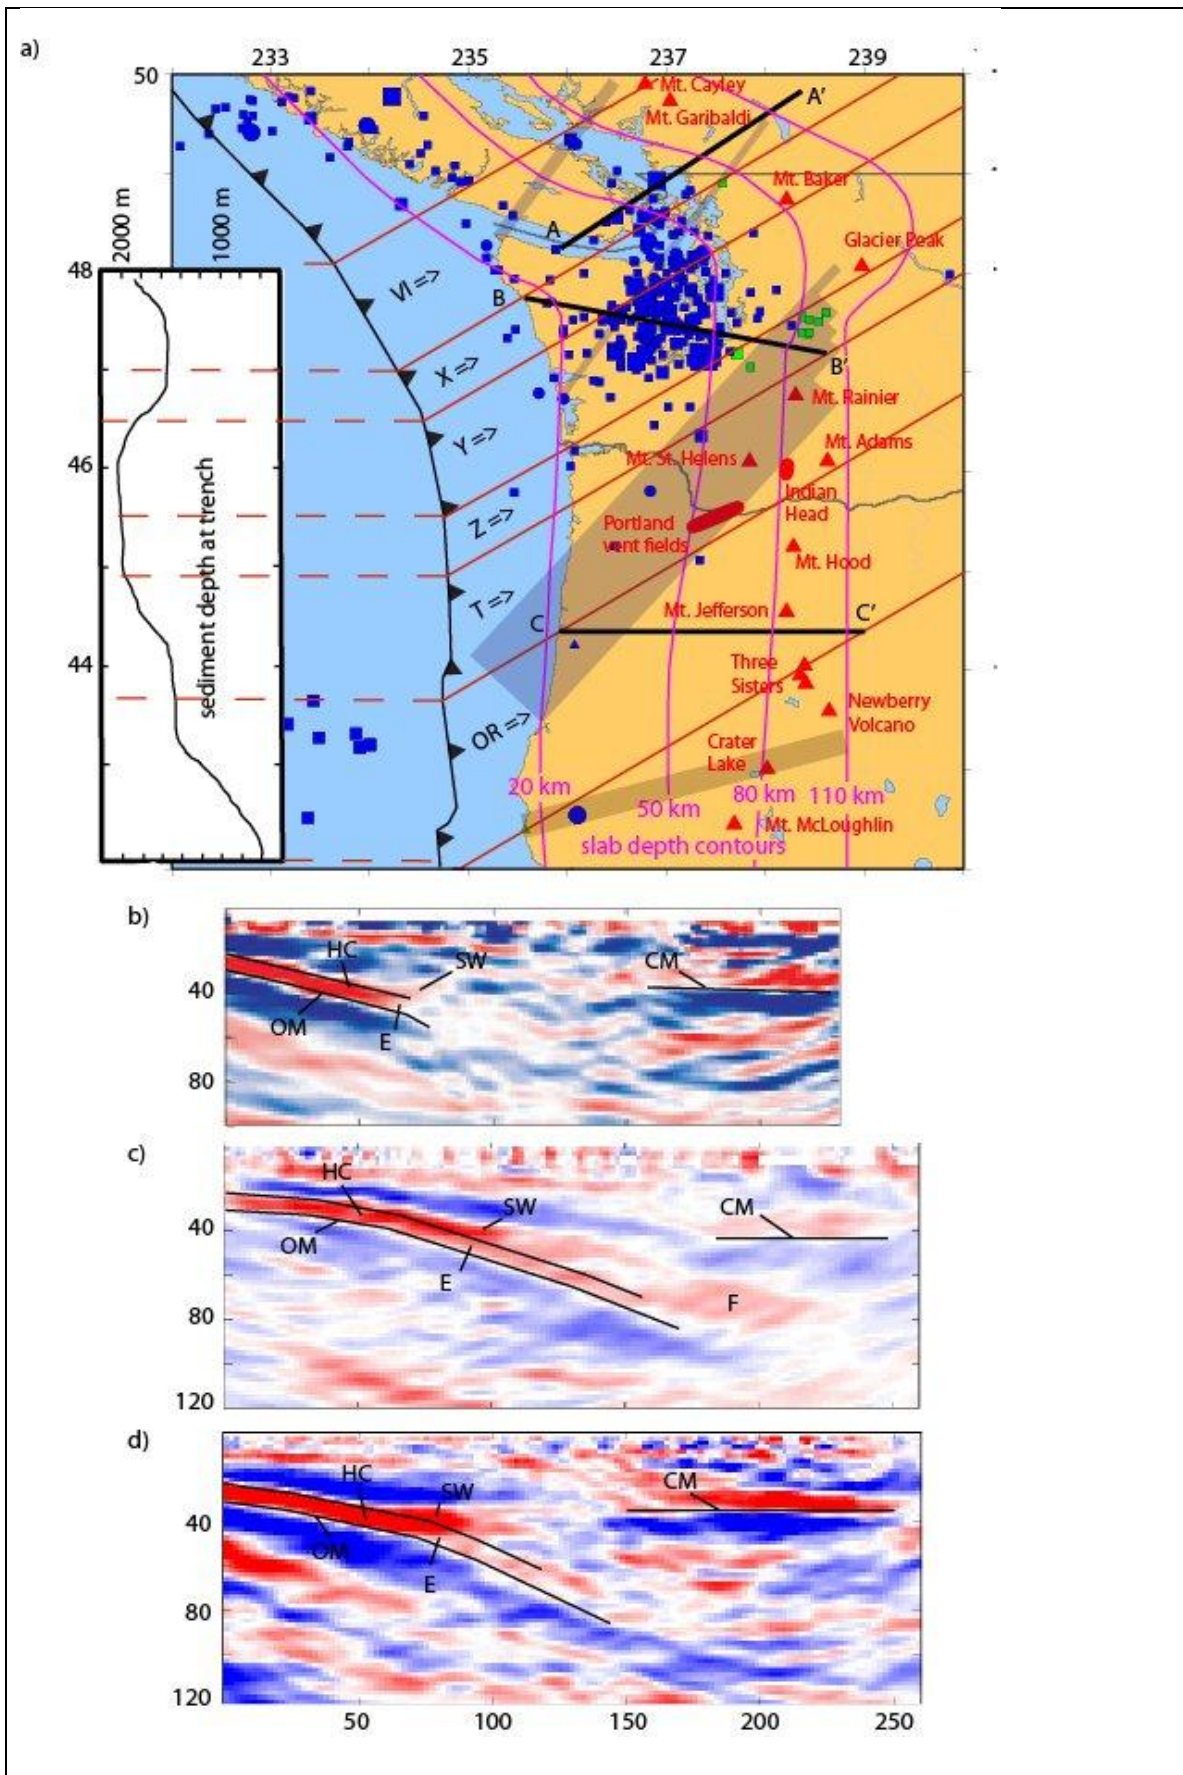 a)
233 235 237 239
50
Mt. Cayley
A'
Mt. Garibaldi
Mt. Baker
2000 m
1000 m
A
Glacier Peak
48
VI =>
B
B'
X =>
Mt. Rainier
Y =>
Mt. Adams
46
Mt. St. Helens
sediment depth at trench
Indian
Head
Z =>
Portland
vent fields
Mt. Hood
T =>
Mt. Jefferson
C
C'
44
Three
Sisters
Newberry
Volcano
OR =>
Crater
Lake
20 km
50 km
80 km
110 km
Mt. McLoughlin
slab depth contours
b)
HC
SW
CM
40
OM
E
80
c)
HC
SW
CM
40
OM
E
F
80
120
d)
HC
SW
CM
40
OM
E
80
120
50 100 150 200 250